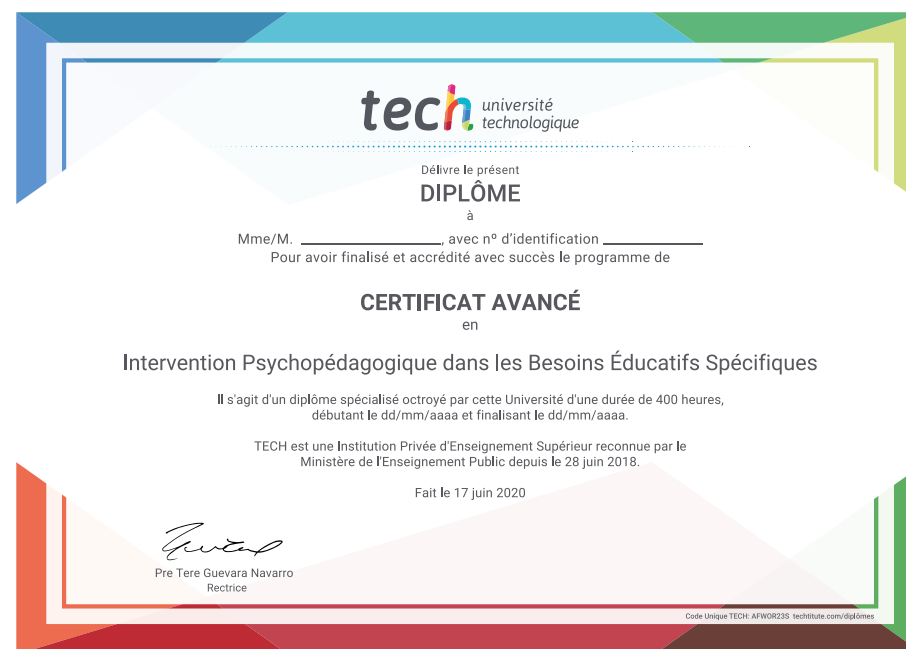 tech université
technologique
Délivre le présent
DIPLÔME
à
Mme/M. ____________________, avec nº d'identification __________________
Pour avoir finalisé et accrédité avec succès le programme de
CERTIFICAT AVANCÉ
en
Intervention Psychopédagogique dans les Besoins Éducatifs Spécifiques
Il s'agit d'un diplôme spécialisé octroyé par cette Université d'une durée de 400 heures,
débutant le dd/mm/aaaa et finalisant le dd/mm/aaaa.
TECH est une Institution Privée d'Enseignement Supérieur reconnue par le
Ministère de l'Enseignement Public depuis le 28 juin 2018.
Fait le 17 juin 2020
Pre Tere Guevara Navarro
Rectrice
Code Unique TECH: AFWOR23S techtitute.com/diplômes